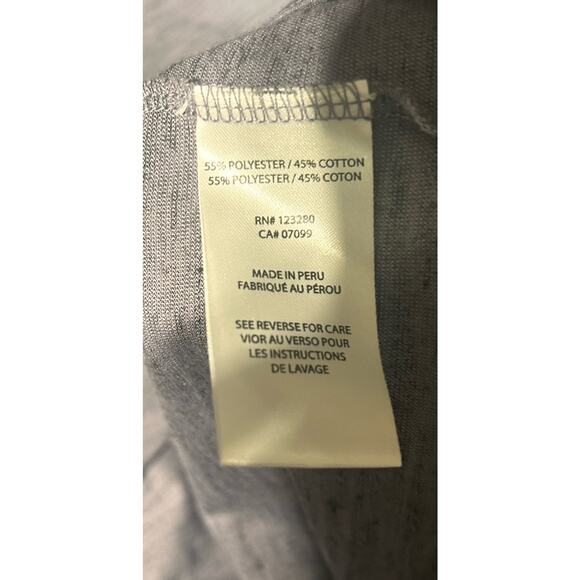 55% POLYESTER / 45% COTTON
55% POLYESTER / 45% COTON
RN# 123280
CA# 07099
MADE IN PERU
FABRIQUÉ AU PÉROU
SEE REVERSE FOR CARE
VIOR AU VERSO POUR
LES INSTRUCTIONS
DE LAVAGE